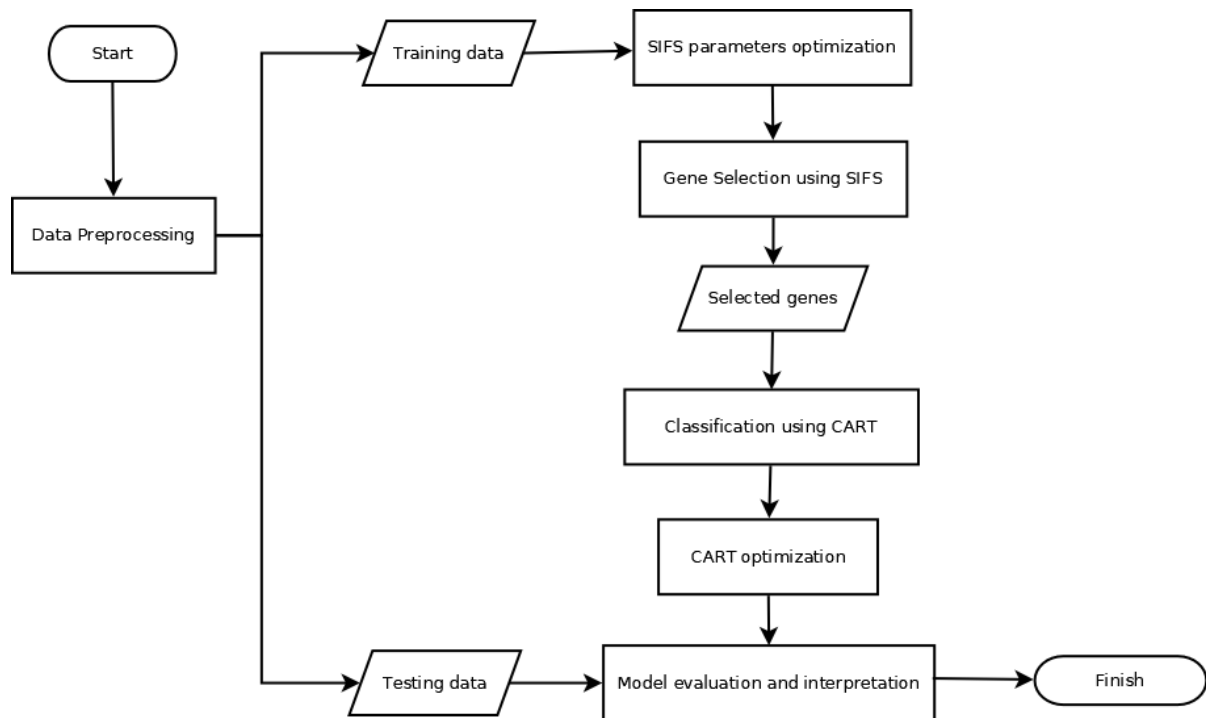 Start
Training data
SIFS parameters optimization
Gene Selection using SIFS
Data Preprocessing
Selected genes
Classification using CART
CART optimization
Testing data
Model evaluation and interpretation
Finish